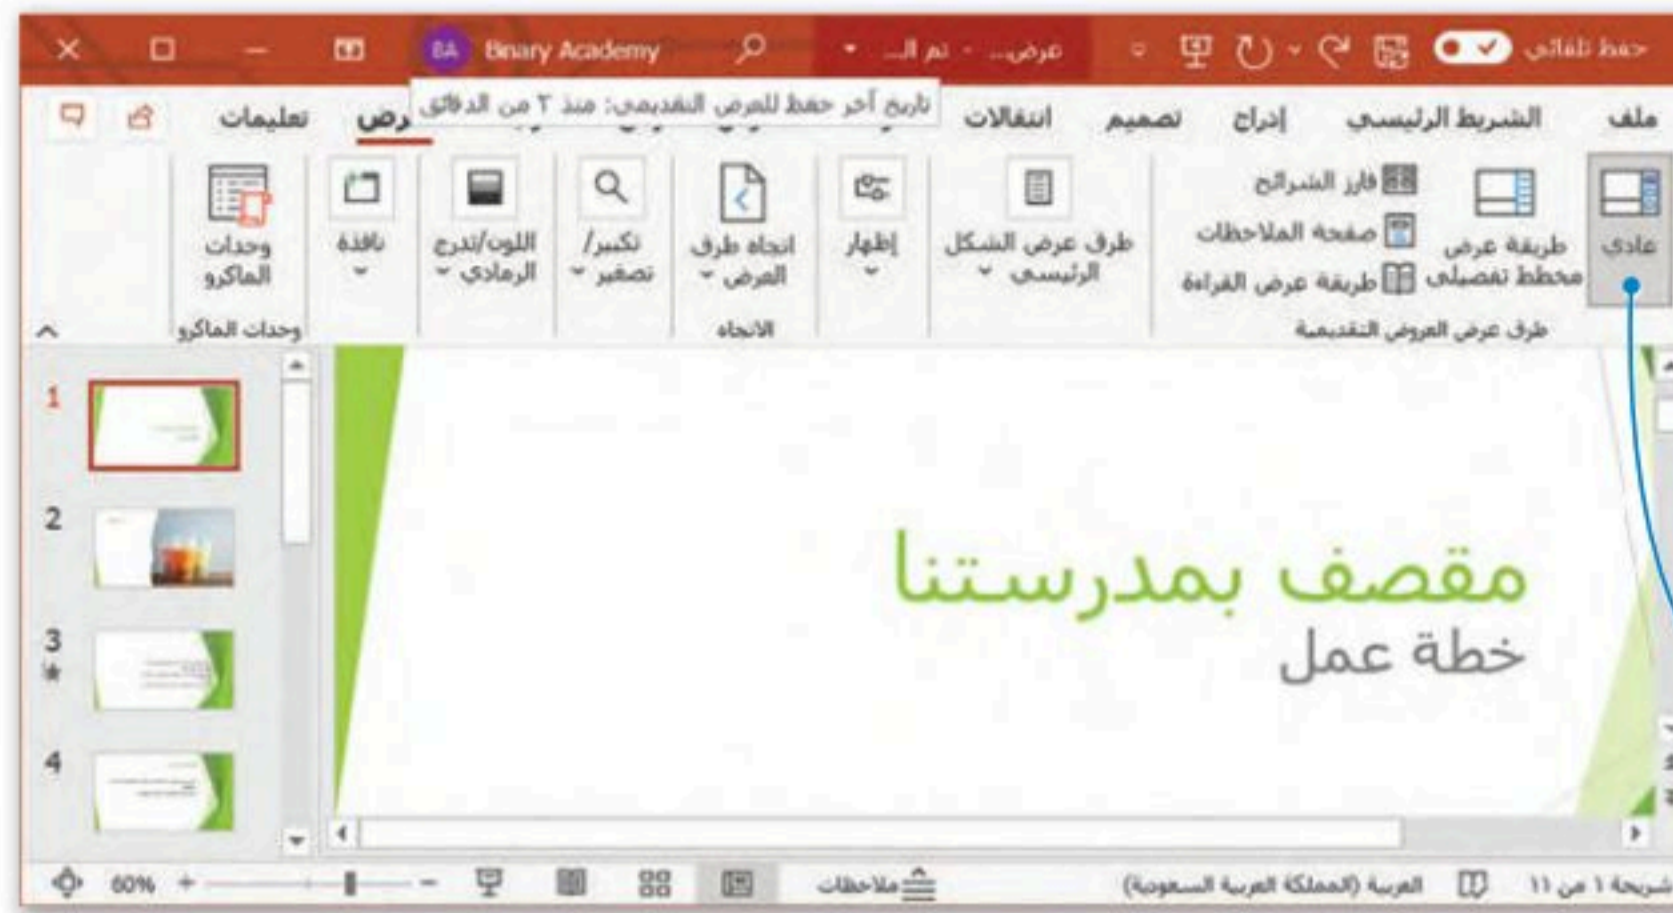 حفظ تلقائي
عرض... - تم الـ...
Binary Academy
BA
تاريخ آخر حفظ للعرض التقديمي: منذ ٢ من الدقائق
ملف
الشريط الرئيسي
إدراج
تصميم
انتقالات
تعليمات
عادي
طريقة عرض
مخطط تفصيلي
فارز الشرائح
صفحة الملاحظات
طريقة عرض القراءة
طرق عرض العروض التقديمية
طرق عرض الشكل
الرئيسي
إظهار
اتجاه طرق
العرض
الاتجاه
تكبير/
تصغير
اللون/تدرج
الرمادي
نافذة
وحدات
الماكرو
وحدات الماكرو
1
2
3
4
مقصف بمدرستنا
خطة عمل
شريحة ١ من ١١
العربية (المملكة العربية السعودية)
ملاحظات
60%